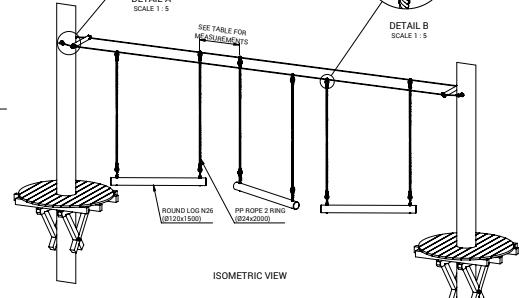 DETAIL A
SCALE 1 : 5
SEE TABLE FOR
MEASUREMENTS
DETAIL B
SCALE 1 : 5
ROUND LOG N26
(Ø120x1500)
PP ROPE 2 RING
(Ø24x2000)
ISOMETRIC VIEW